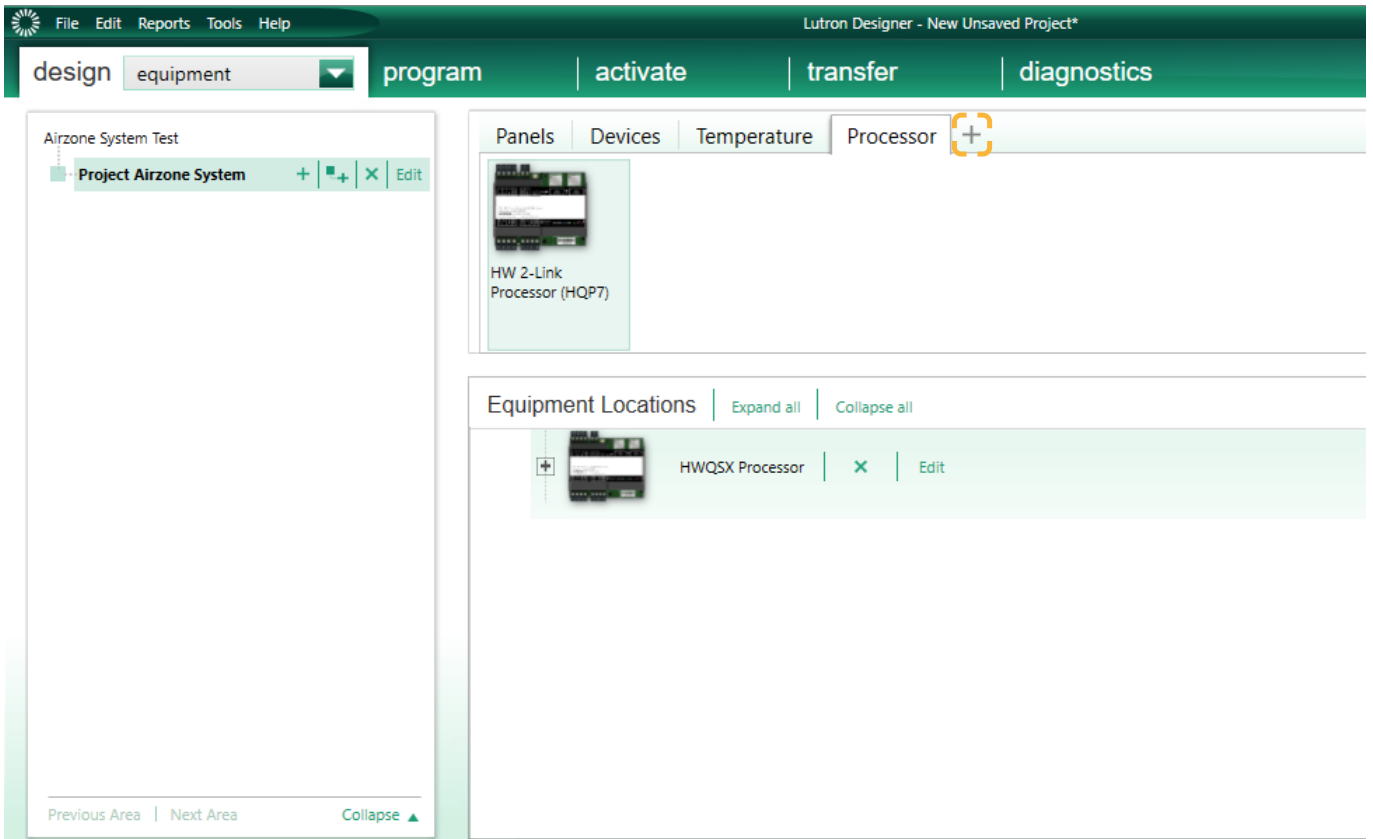 File Edit Reports Tools Help
Lutron Designer - New Unsaved Project*
design equipment program activate transfer diagnostics
Airzone System Test
Project Airzone System + + × Edit
Panels Devices Temperature Processor +
HW 2-Link
Processor (HQP7)
Equipment Locations Expand all Collapse all
HWQSX Processor × Edit
Previous Area Next Area Collapse